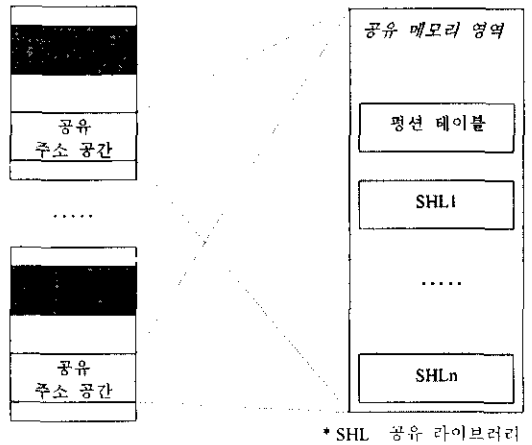 공유
주소 공간
.....
공유
주소 공간
공유 메모리 영역
펑션 테이블
SHL1
.....
SHLn
* SHL 공유 라이브러리